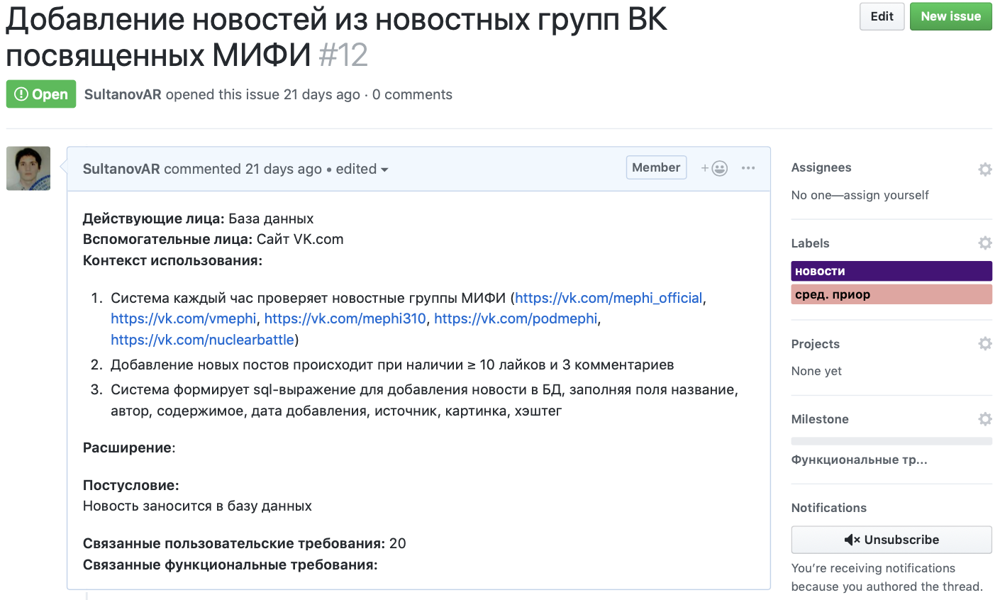 Добавление новостей из новостных групп ВК
посвященных МИФИ #12
Edit
New issue
Open
SultanovAR opened this issue 21 days ago · 0 comments
SultanovAR commented 21 days ago • edited
Member
Действующие лица: База данных
Вспомогательные лица: Сайт VK.com
Контекст использования:
1. Система каждый час проверяет новостные группы МИФИ (https://vk.com/mephi_official,
https://vk.com/vmephi, https://vk.com/mephi310, https://vk.com/podmephi,
https://vk.com/nuclearbattle)
2. Добавление новых постов происходит при наличии ≥ 10 лайков и 3 комментариев
3. Система формирует sql-выражение для добавления новости в БД, заполняя поля название,
автор, содержимое, дата добавления, источник, картинка, хэштег
Расширение:
Постусловие:
Новость заносится в базу данных
Связанные пользовательские требования: 20
Связанные функциональные требования:
Assignees
No one—assign yourself
Labels
новости
сред. приор
Projects
None yet
Milestone
Функциональные тр...
Notifications
Unsubscribe
You’re receiving notifications
because you authored the thread.